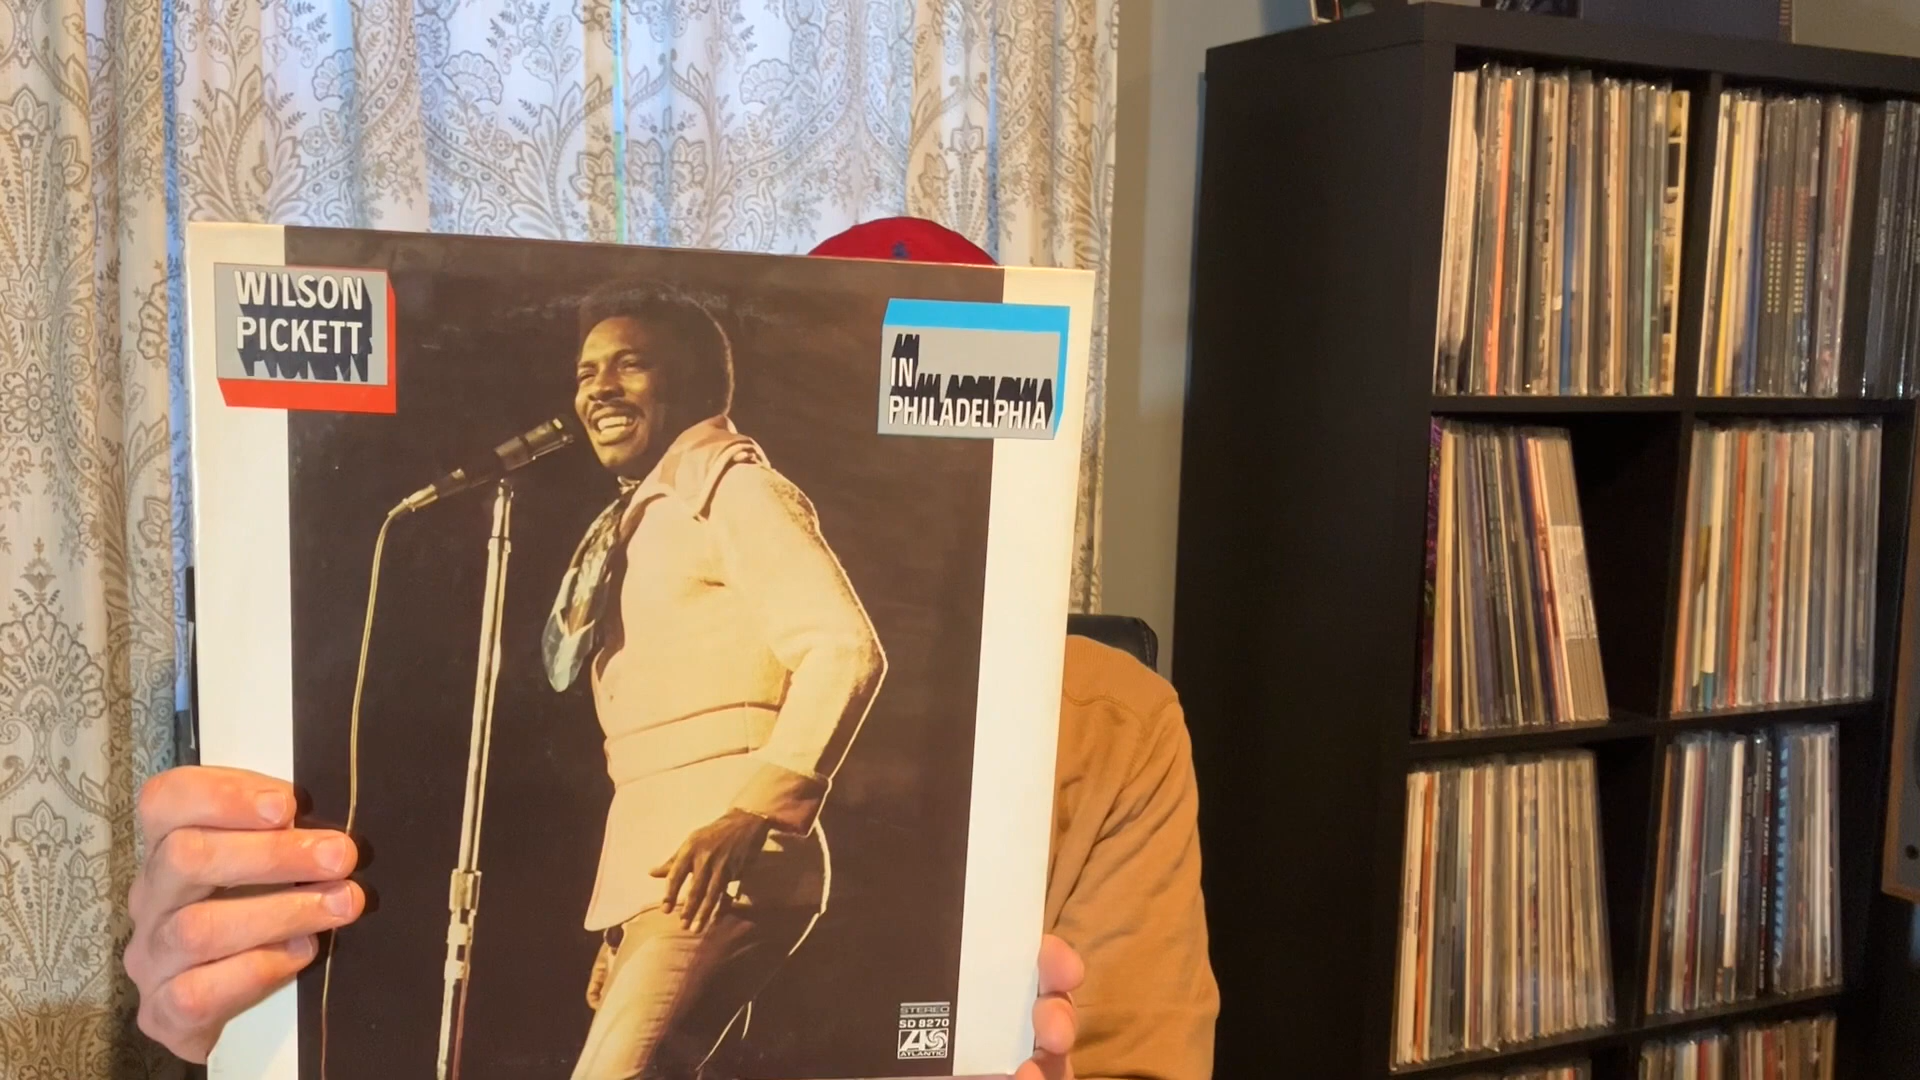 WILSON
PICKETT
IN
PHILADELPHIA
STEREO
SD 8270
ATLANTIC